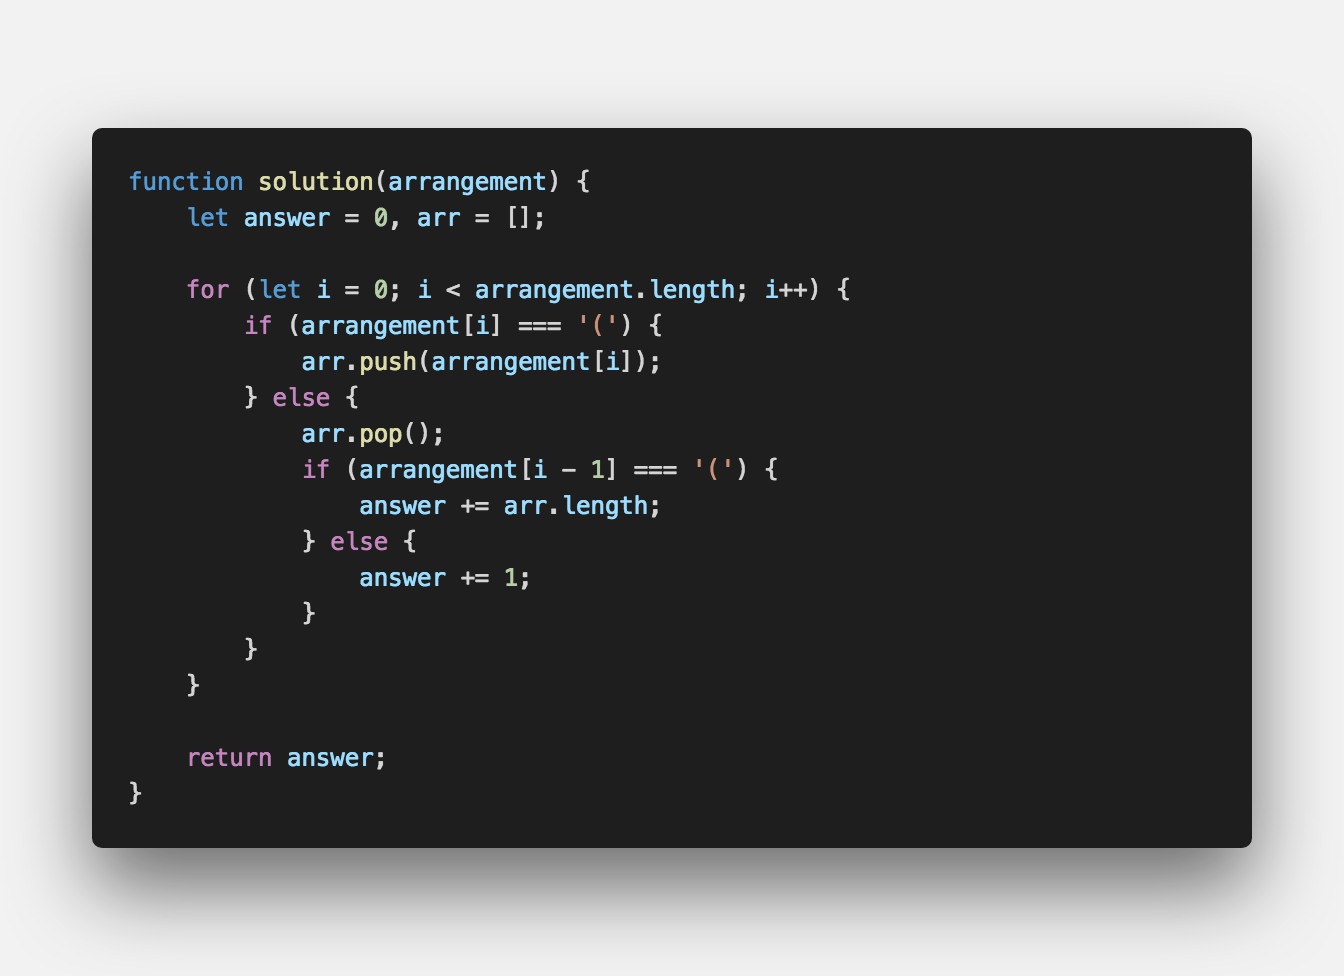 function solution(arrangement) {
    let answer = 0, arr = [];

    for (let i = 0; i < arrangement.length; i++) {
        if (arrangement[i] === '(') {
            arr.push(arrangement[i]);
        } else {
            arr.pop();
            if (arrangement[i - 1] === '(') {
                answer += arr.length;
            } else {
                answer += 1;
            }
        }
    }

    return answer;
}